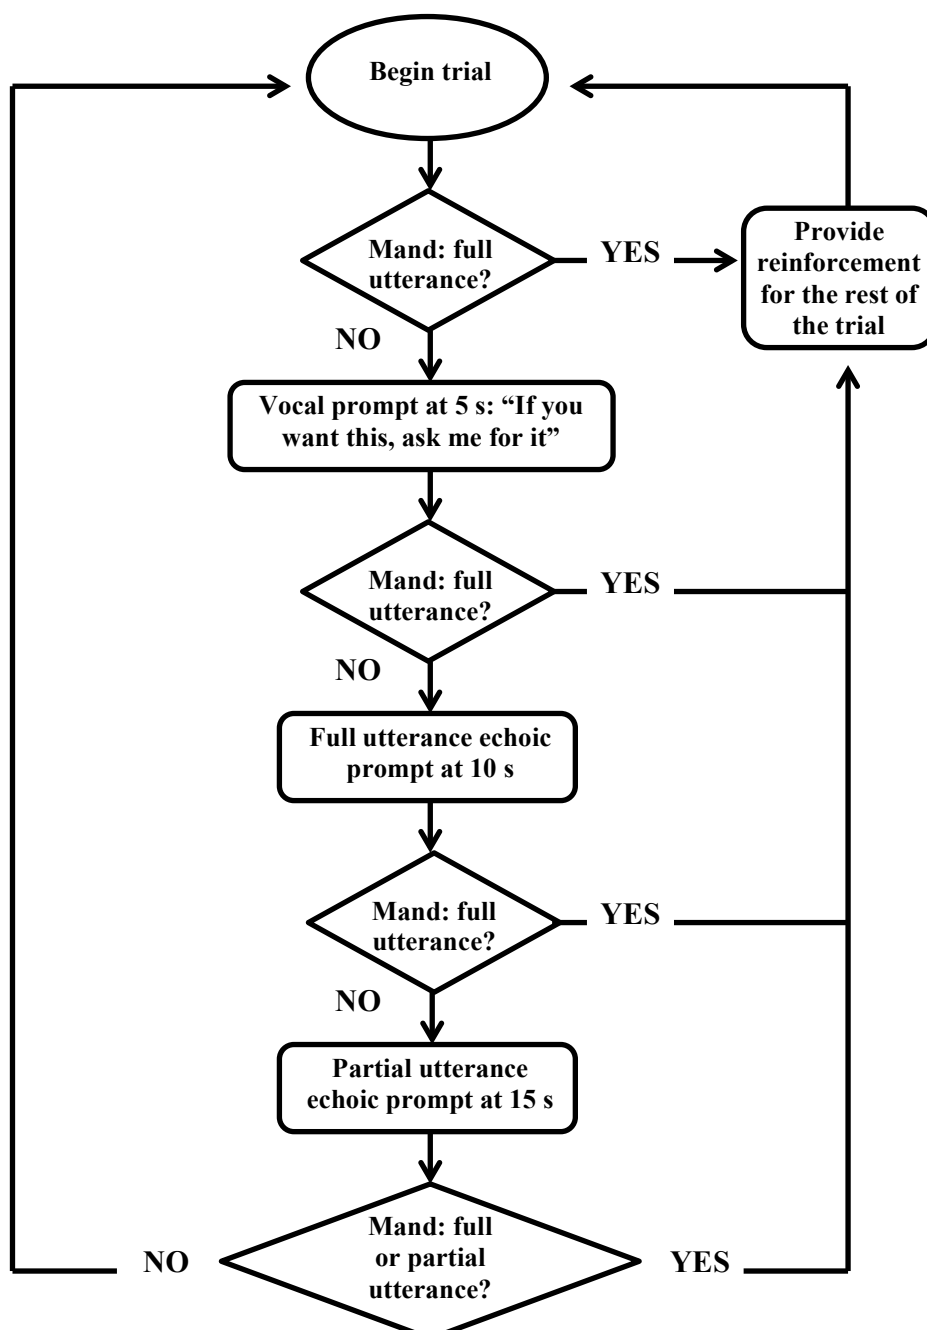 Begin trial
Mand: full
utterance?
YES
Provide
reinforcement
for the rest of
the trial
NO
Vocal prompt at 5 s: “If you
want this, ask me for it”
Mand: full
utterance?
YES
NO
Full utterance echoic
prompt at 10 s
Mand: full
utterance?
YES
NO
Partial utterance
echoic prompt at 15 s
Mand: full
or partial
utterance?
NO
YES